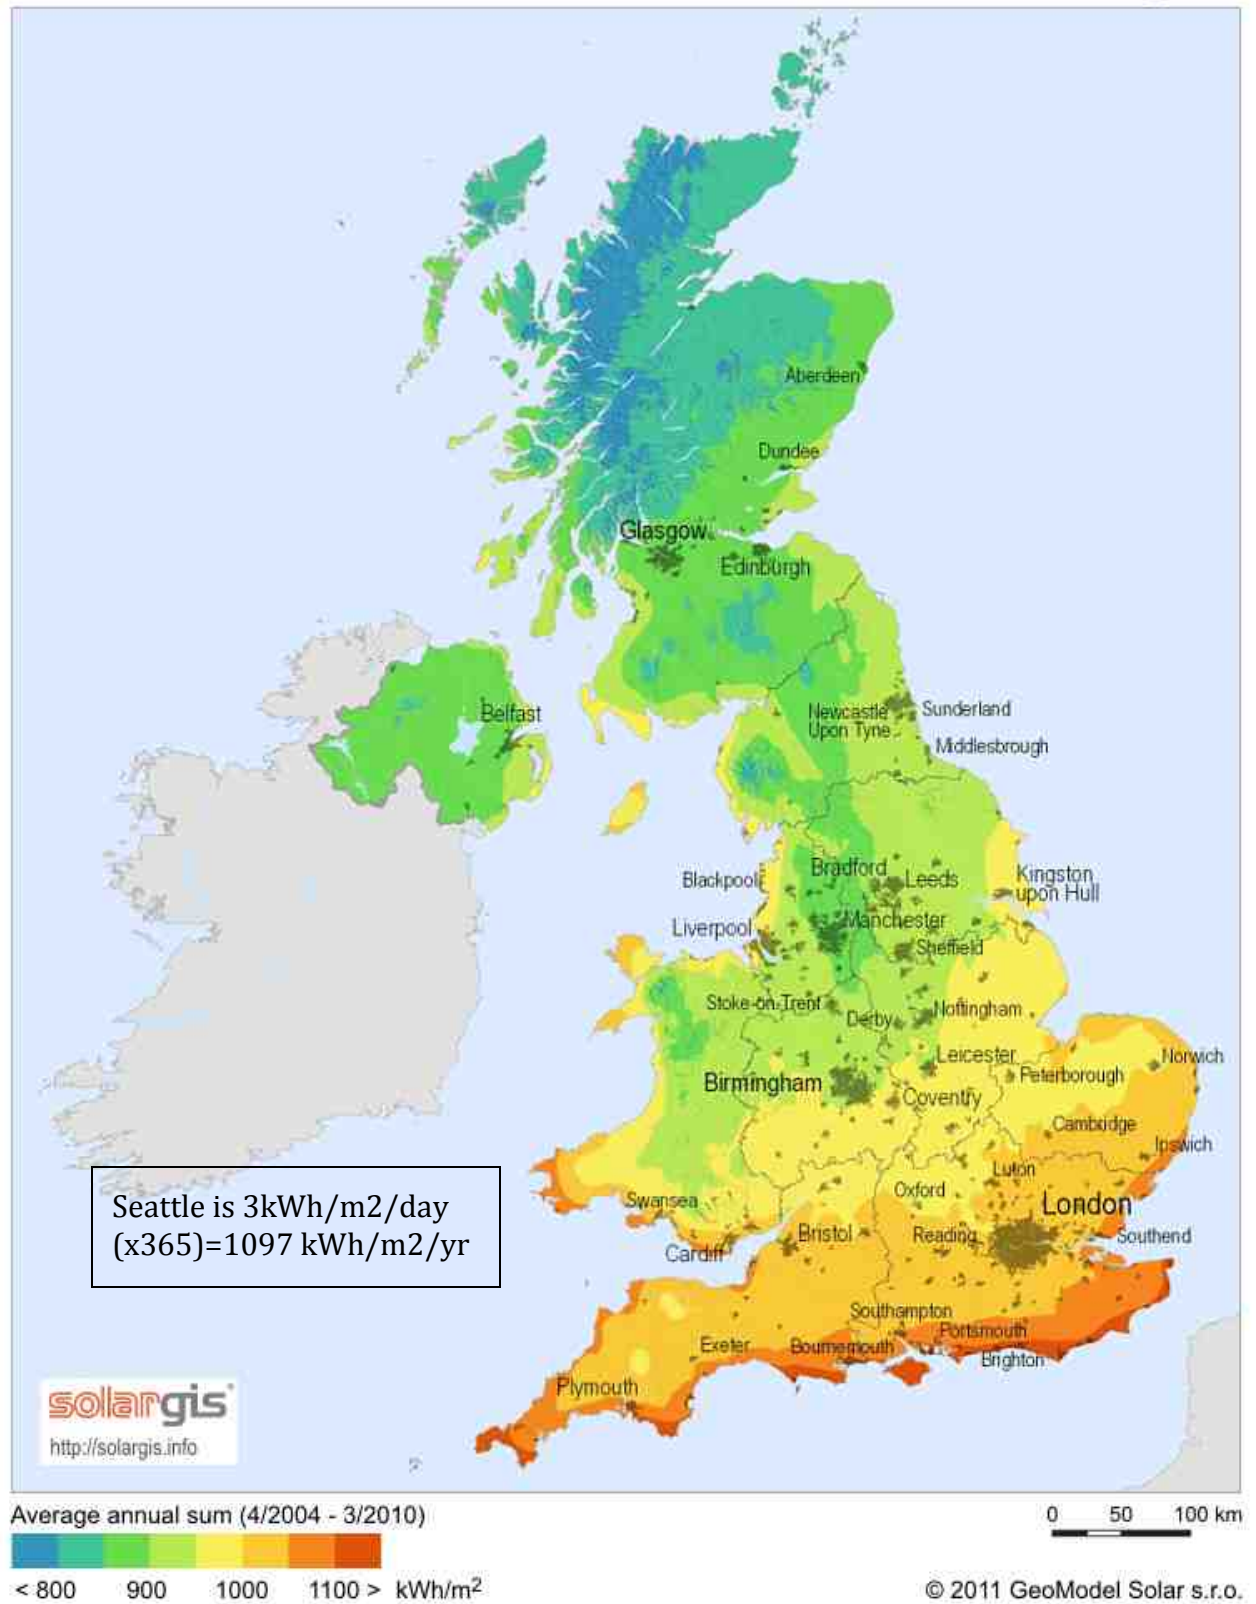 Aberdeen
Dundee
Glasgow
Edinburgh
Belfast
Newcastle
Upon Tyne
Sunderland
Middlesbrough
Bradford
Leeds
Blackpool
Kingston
upon Hull
Manchester
Liverpool
Sheffield
Stoke-on-Trent
Derby
Nottingham
Leicester
Norwich
Peterborough
Birmingham
Coventry
Cambridge
Ipswich
Luton
Oxford
London
Swansea
Bristol
Reading
Southend
Cardiff
Southampton
Portsmouth
Exeter
Bournemouth
Brighton
Plymouth
Seattle is 3kWh/m2/day
(x365)=1097 kWh/m2/yr
solargis
http://solargis.info
Average annual sum (4/2004 - 3/2010)
0 50 100 km
< 800 900 1000 1100 > kWh/m2
© 2011 GeoModel Solar s.r.o.